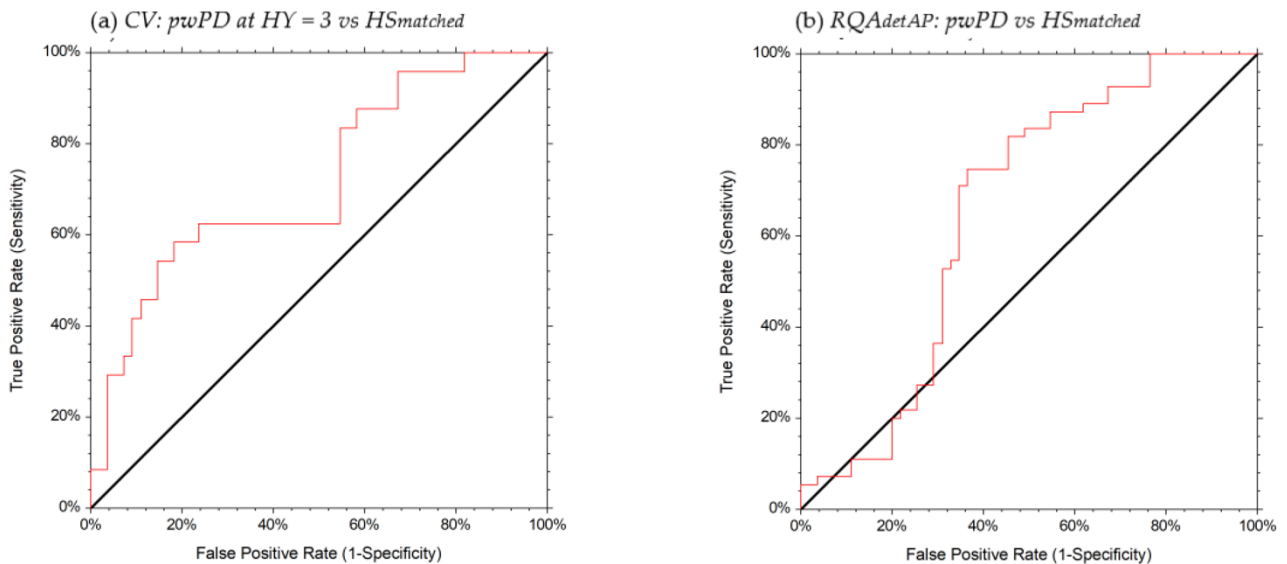 (a) CV: pwPD at HY = 3 vs HSmatched
100%
80%
60%
40%
20%
0%
True Positive Rate (Sensitivity)
0% 20% 40% 60% 80% 100%
False Positive Rate (1-Specificity)
(b) RQAdetAP: pwPD vs HSmatched
100%
80%
60%
40%
20%
0%
True Positive Rate (Sensitivity)
0% 20% 40% 60% 80% 100%
False Positive Rate (1-Specificity)